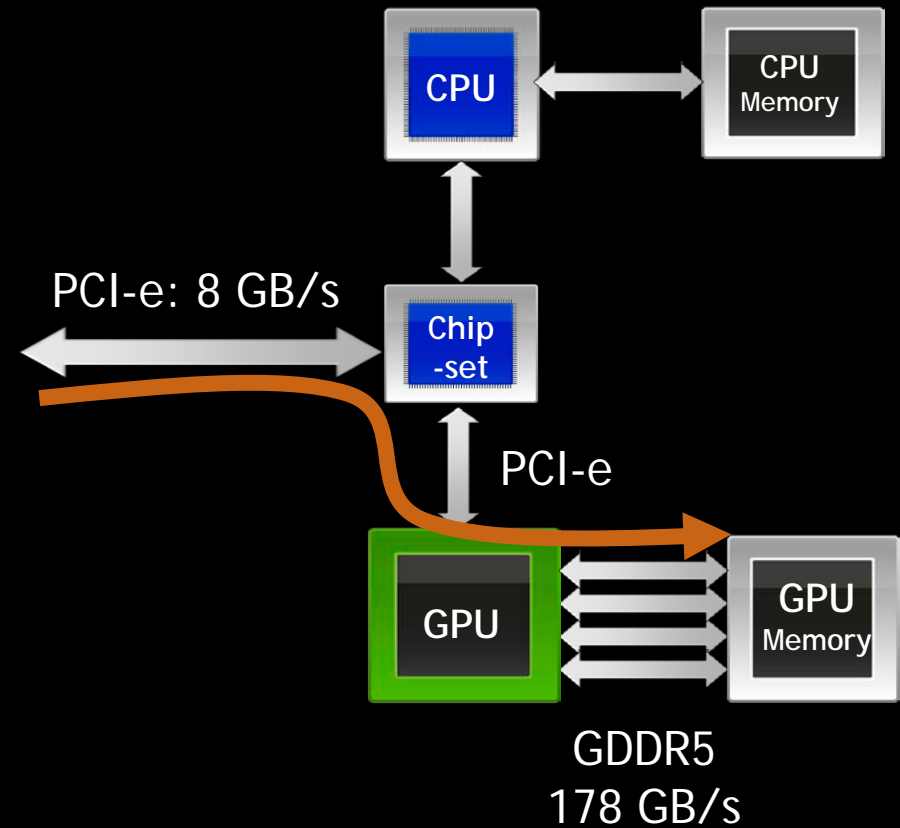 CPU
CPU
Memory
PCI-e: 8 GB/s
Chip
-set
PCI-e
GPU
GPU
Memory
GDDR5
178 GB/s